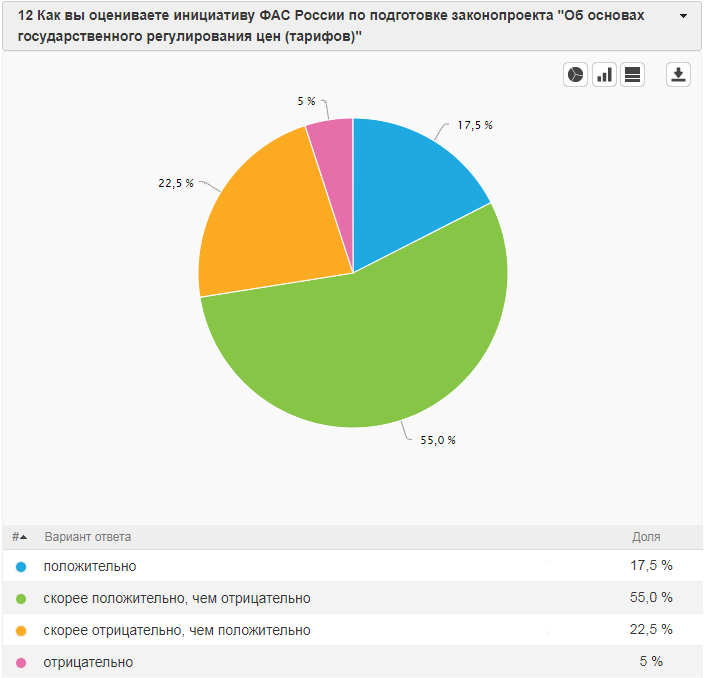 12 Как вы оцениваете инициативу ФАС России по подготовке законопроекта "Об основах
государственного регулирования цен (тарифов)"
5 %
17,5 %
22,5 %
55,0 %
# Вариант ответа Доля
положительно 17,5 %
скорее положительно, чем отрицательно 55,0 %
скорее отрицательно, чем положительно 22,5 %
отрицательно 5 %